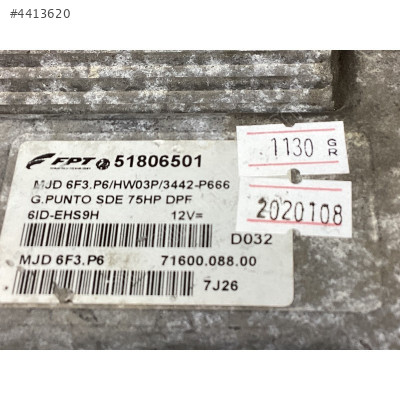 #4413620
FPT 51806501
MJD 6F3.P6/HW03P/3442-P666
G.PUNTO SDE 75HP DPF
6ID-EHS9H 12V=
D032
MJD 6F3.P6 71600.088.00
7J26
1130 GR
2020108